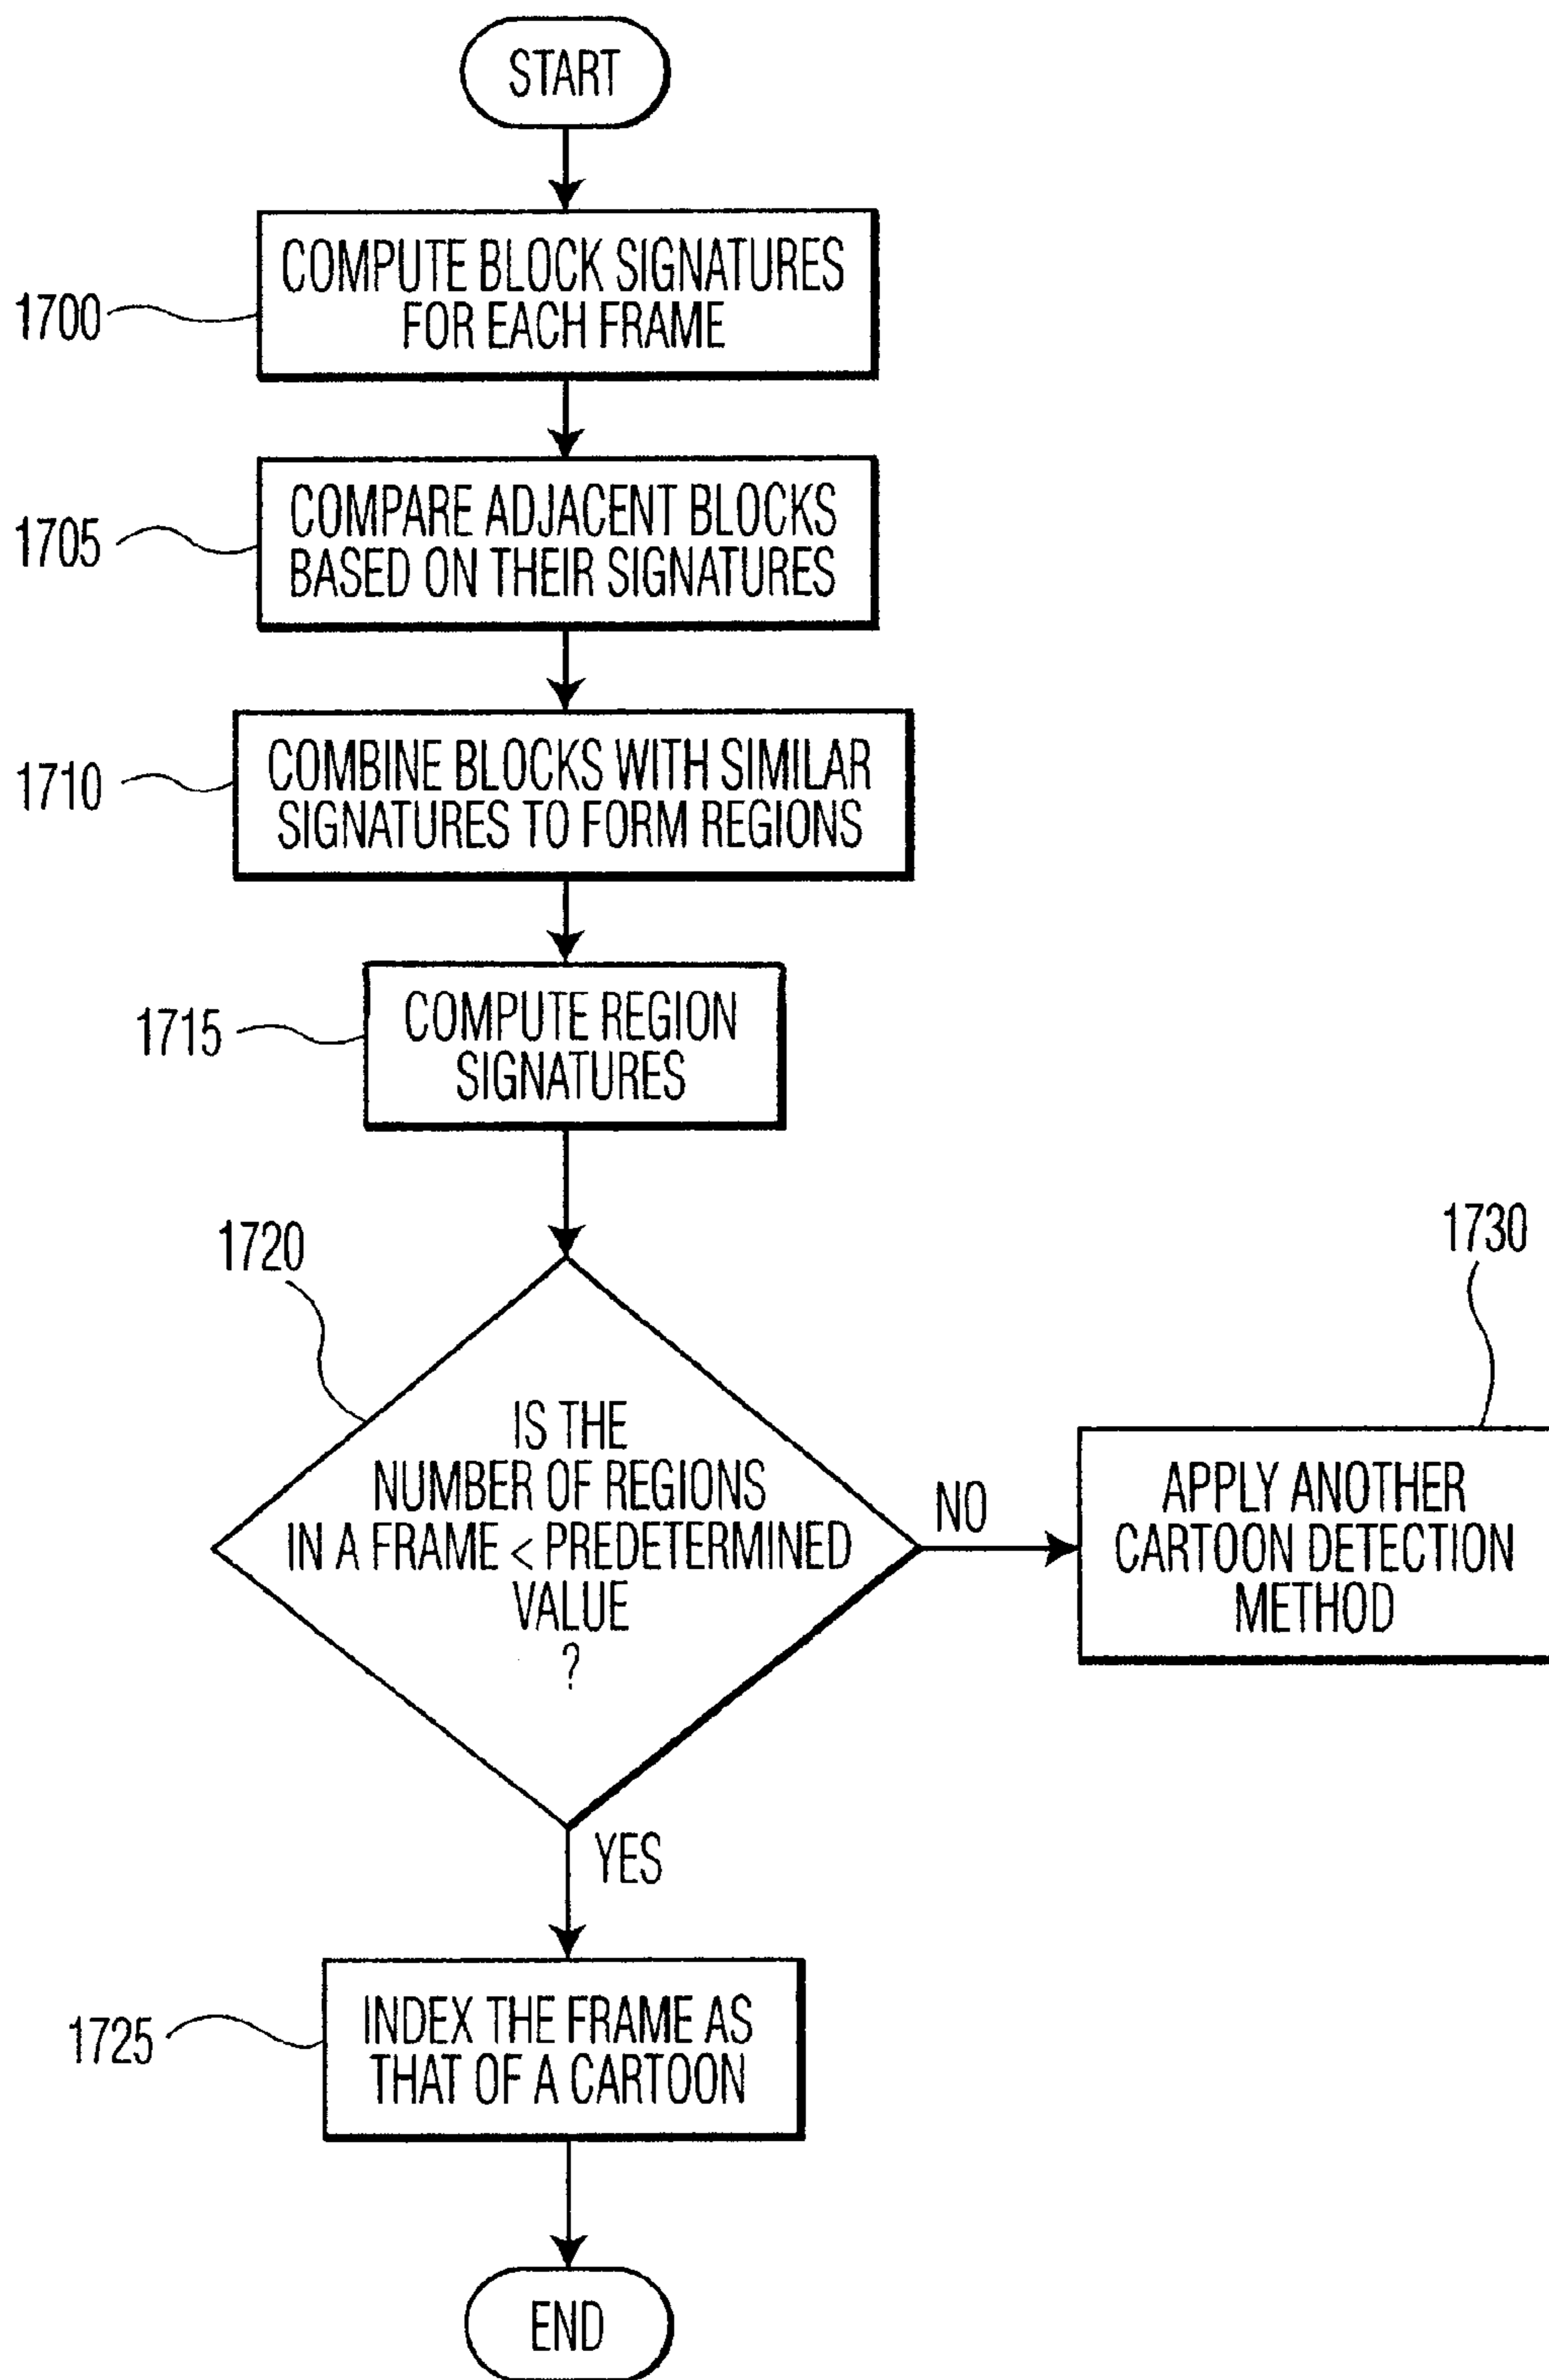 START
1700
COMPUTE BLOCK SIGNATURES
FOR EACH FRAME
1705
COMPARE ADJACENT BLOCKS
BASED ON THEIR SIGNATURES
1710
COMBINE BLOCKS WITH SIMILAR
SIGNATURES TO FORM REGIONS
1715
COMPUTE REGION
SIGNATURES
1720
IS THE
NUMBER OF REGIONS
IN A FRAME < PREDETERMINED
VALUE
?
NO
1730
APPLY ANOTHER
CARTOON DETECTION
METHOD
YES
1725
INDEX THE FRAME AS
THAT OF A CARTOON
END